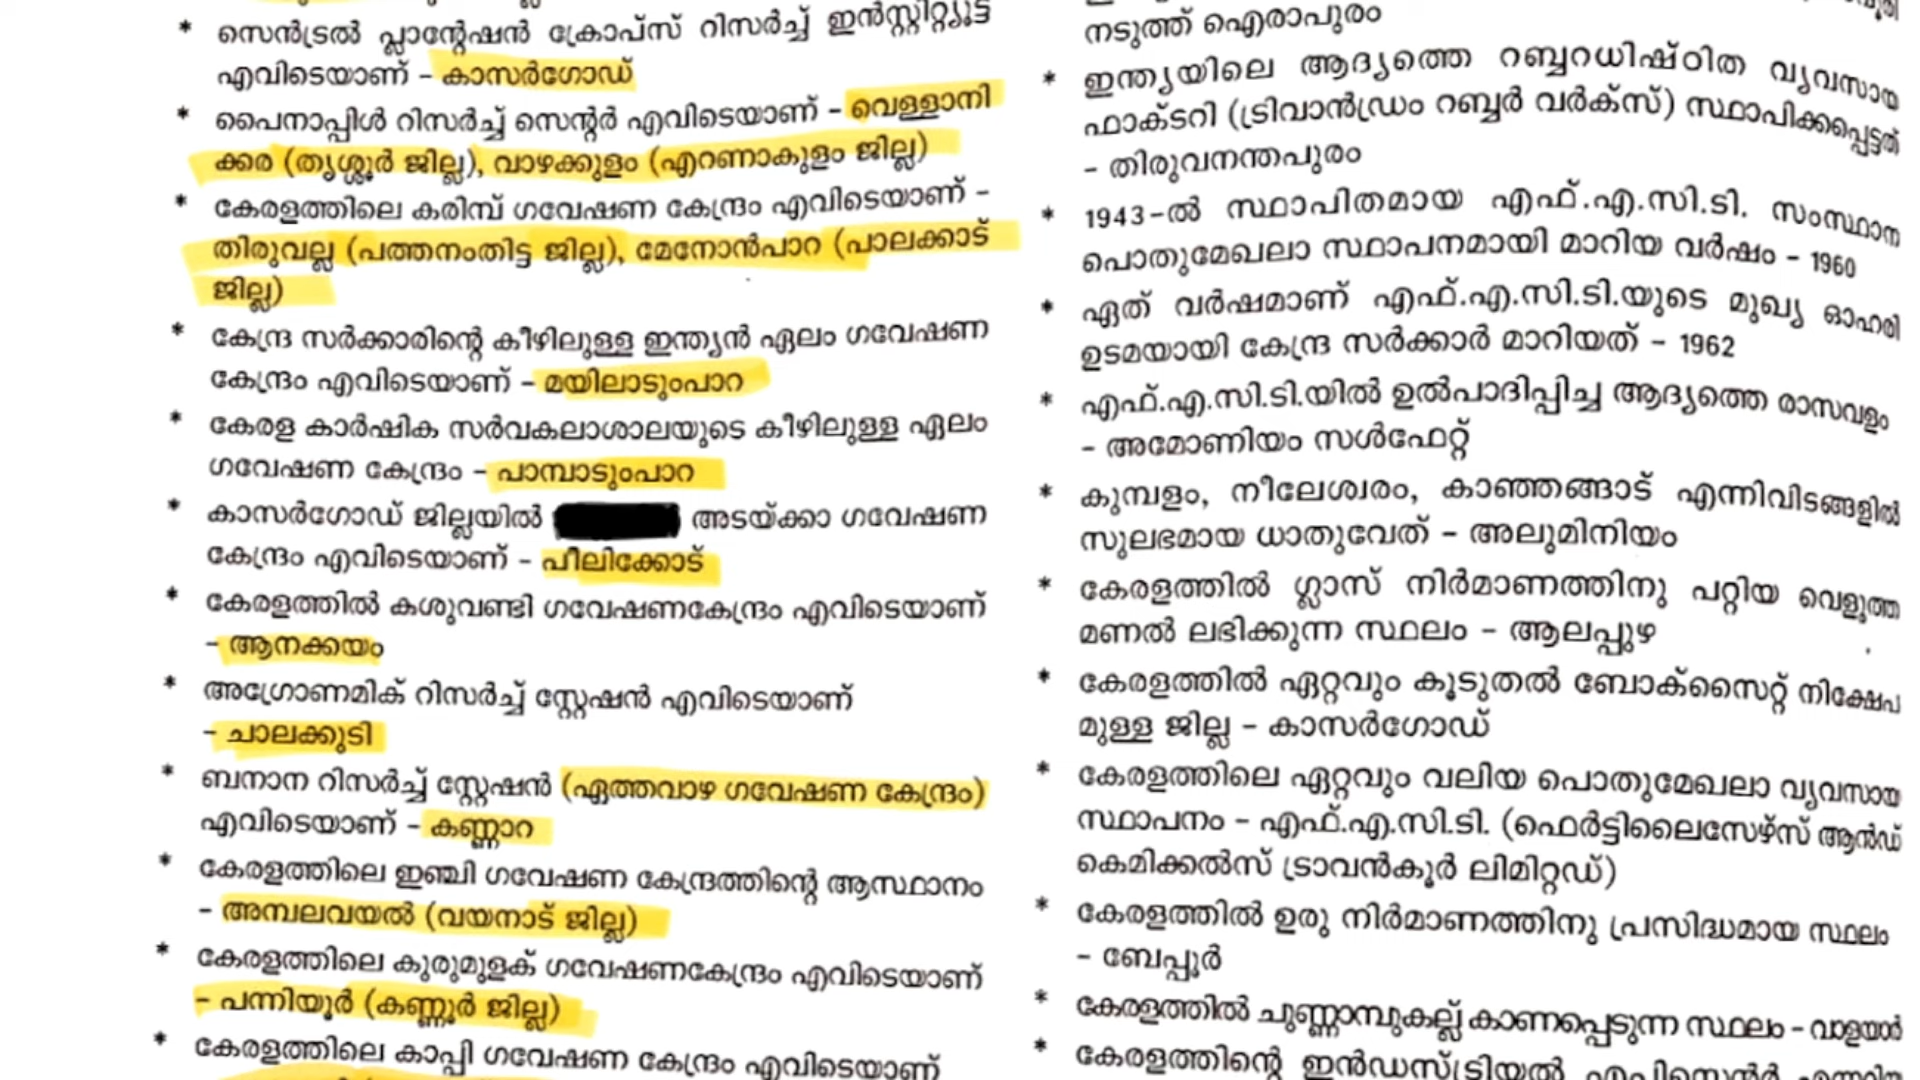 * സെൻട്രൽ പ്ലാന്റേഷൻ ക്രോപ്സ് റിസർച്ച് ഇൻസ്റ്റിറ്റ്യൂട്ട്
എവിടെയാണ് – കാസർഗോഡ്
* പൈനാപ്പിൾ റിസർച്ച് സെന്റർ എവിടെയാണ് – വെള്ളാനി
ക്കര (തൃശ്ശൂർ ജില്ല), വാഴക്കുളം (എറണാകുളം ജില്ല)
* കേരളത്തിലെ കരിമ്പ് ഗവേഷണ കേന്ദ്രം എവിടെയാണ് –
തിരുവല്ല (പത്തനംതിട്ട ജില്ല), മേനോൻപാറ (പാലക്കാട്
ജില്ല)
* കേന്ദ്ര സർക്കാരിന്റെ കീഴിലുള്ള ഇന്ത്യൻ ഏലം ഗവേഷണ
കേന്ദ്രം എവിടെയാണ് – മയിലാടുംപാറ
* കേരള കാർഷിക സർവകലാശാലയുടെ കീഴിലുള്ള ഏലം
ഗവേഷണ കേന്ദ്രം – പാമ്പാടുംപാറ
* കാസർഗോഡ് ജില്ലയിൽ അടയ്ക്കാ ഗവേഷണ
കേന്ദ്രം എവിടെയാണ് – പീലിക്കോട്
* കേരളത്തിൽ കശുവണ്ടി ഗവേഷണകേന്ദ്രം എവിടെയാണ്
– ആനക്കയം
* അഗ്രോണമിക് റിസർച്ച് സ്റ്റേഷൻ എവിടെയാണ്
– ചാലക്കുടി
* ബനാന റിസർച്ച് സ്റ്റേഷൻ (ഏത്തവാഴ ഗവേഷണ കേന്ദ്രം)
എവിടെയാണ് – കണ്ണാറ
* കേരളത്തിലെ ഇഞ്ചി ഗവേഷണ കേന്ദ്രത്തിന്റെ ആസ്ഥാനം
– അമ്പലവയൽ (വയനാട് ജില്ല)
* കേരളത്തിലെ കുരുമുളക് ഗവേഷണകേന്ദ്രം എവിടെയാണ്
– പന്നിയൂർ (കണ്ണൂർ ജില്ല)
* കേരളത്തിലെ കാപ്പി ഗവേഷണ കേന്ദ്രം എവിടെയാണ്
നടുത്ത് ഐരാപുരം
* ഇന്ത്യയിലെ ആദ്യത്തെ റബ്ബറധിഷ്ഠിത വ്യവസായ
ഫാക്ടറി (ട്രിവാൻഡ്രം റബ്ബർ വർക്സ്) സ്ഥാപിക്കപ്പെട്ടത്
– തിരുവനന്തപുരം
* 1943–ൽ സ്ഥാപിതമായ എഫ്.എ.സി.ടി. സംസ്ഥാന
പൊതുമേഖലാ സ്ഥാപനമായി മാറിയ വർഷം – 1960
* ഏത് വർഷമാണ് എഫ്.എ.സി.ടി.യുടെ മുഖ്യ ഓഹരി
ഉടമയായി കേന്ദ്ര സർക്കാർ മാറിയത് – 1962
* എഫ്.എ.സി.ടി.യിൽ ഉൽപാദിപ്പിച്ച ആദ്യത്തെ രാസവളം
– അമോണിയം സൾഫേറ്റ്
* കുമ്പളം, നീലേശ്വരം, കാഞ്ഞങ്ങാട് എന്നിവിടങ്ങളിൽ
സുലഭമായ ധാതുവേത് – അലുമിനിയം
* കേരളത്തിൽ ഗ്ലാസ് നിർമാണത്തിനു പറ്റിയ വെളുത്ത
മണൽ ലഭിക്കുന്ന സ്ഥലം – ആലപ്പുഴ
* കേരളത്തിൽ ഏറ്റവും കൂടുതൽ ബോക്സൈറ്റ് നിക്ഷേപ
മുള്ള ജില്ല – കാസർഗോഡ്
* കേരളത്തിലെ ഏറ്റവും വലിയ പൊതുമേഖലാ വ്യവസായ
സ്ഥാപനം – എഫ്.എ.സി.ടി. (ഫെർട്ടിലൈസേഴ്സ് ആൻഡ്
കെമിക്കൽസ് ട്രാവൻകൂർ ലിമിറ്റഡ്)
* കേരളത്തിൽ ഉരു നിർമാണത്തിനു പ്രസിദ്ധമായ സ്ഥലം
– ബേപ്പൂർ
* കേരളത്തിൽ ചുണ്ണാമ്പുകല്ല് കാണപ്പെടുന്ന സ്ഥലം – വാളയാർ
* കേരളത്തിന്റെ ഇൻഡസ്ട്രിയൽ